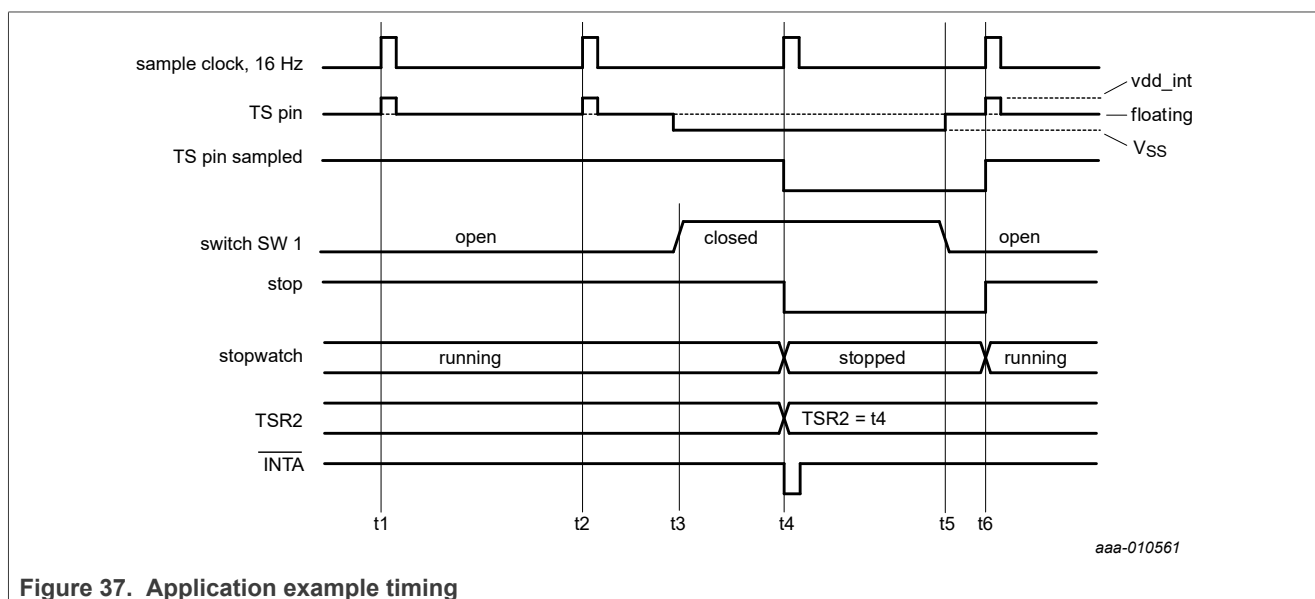 sample clock, 16 Hz
vdd_int
TS pin
floating
VSS
TS pin sampled
switch SW 1
open
closed
open
stop
stopwatch
running
stopped
running
TSR2
TSR2 = t4
INTA
t1 t2 t3 t4 t5 t6
aaa-010561
Figure 37. Application example timing